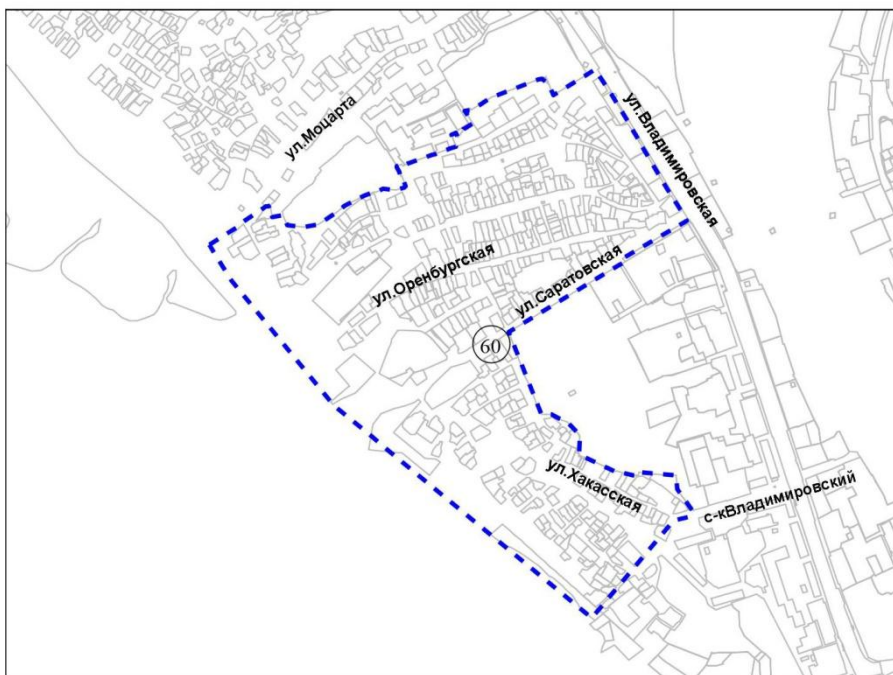 ул.Моцарта
ул.Владимировская
ул.Оренбургская
ул.Саратовская
60
ул.Хакасская
с-кВладимировский